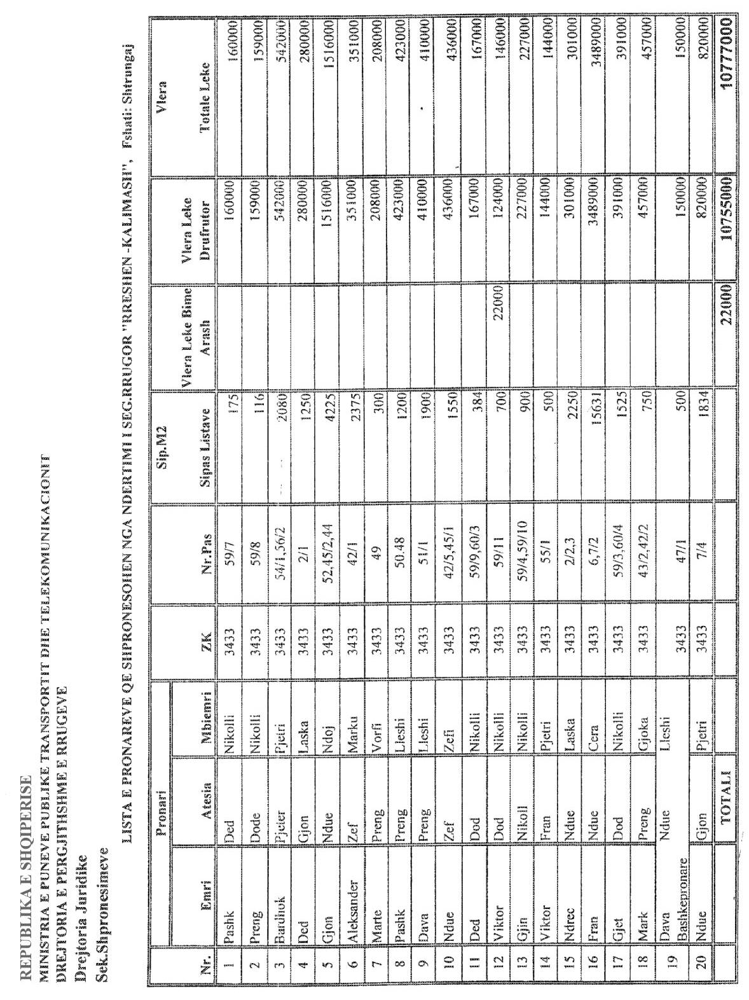 REPUBLIKA E SHQIPERISE
MINISTRIA E PUNEVE PUBLIKE TRANSPORTIT DHE TELEKOMUNIKACIONIT
DREJTORIA E PERGJITHSHME E RRUGEVE
Drejtoria Juridike
Sek.Shpronesimeve
LISTA E PRONAREVE QE SHPRONESOHEN NGA NDERTIMI I SEG.RRUGOR "RRESHEN -KALIMASH", Fshati: Shtrungaj
Pronari Sip.M2 Vlera
Nr. Emri Atesia Mbiemri ZK Nr.Pas Sipas Listave Vlera Leke Bime Arash Vlera Leke Drufrutor Totale Leke
1 Pashk Ded Nikolli 3433 59/7 175 160000 160000
2 Preng Dode Nikolli 3433 59/8 116 159000 159000
3 Bardhok Pjeter Pjetri 3433 54/1,56/2 2080 542000 542000
4 Ded Gjon Laska 3433 2/1 1250 280000 280000
5 Gjon Ndue Ndoj 3433 52,45/2,44 4225 1516000 1516000
6 Aleksander Zef Marku 3433 42/1 2375 351000 351000
7 Marte Preng Vorfi 3433 49 300 208000 208000
8 Pashk Preng Lleshi 3433 50.48 1200 423000 423000
9 Dava Preng Lleshi 3433 51/1 1900 410000 410000
10 Ndue Zef Zefi 3433 42/5,45/1 1550 436000 436000
11 Ded Dod Nikolli 3433 59/9,60/3 384 167000 167000
12 Viktor Dod Nikolli 3433 59/11 700 22000 124000 146000
13 Gjin Nikoll Nikolli 3433 59/4,59/10 900 227000 227000
14 Viktor Fran Pjetri 3433 55/1 500 144000 144000
15 Ndrec Ndue Laska 3433 2/2,3 2250 301000 301000
16 Fran Ndue Cera 3433 6,7/2 15631 3489000 3489000
17 Gjet Dod Nikolli 3433 59/3,60/4 1525 391000 391000
18 Mark Preng Gjoka 3433 43/2,42/2 750 457000 457000
19 Dava Ndue Lleshi
Bashkepronare 3433 47/1 500 150000 150000
20 Ndue Gjon Pjetri 3433 7/4 1834 820000 820000
TOTALI 22000 10755000 10777000